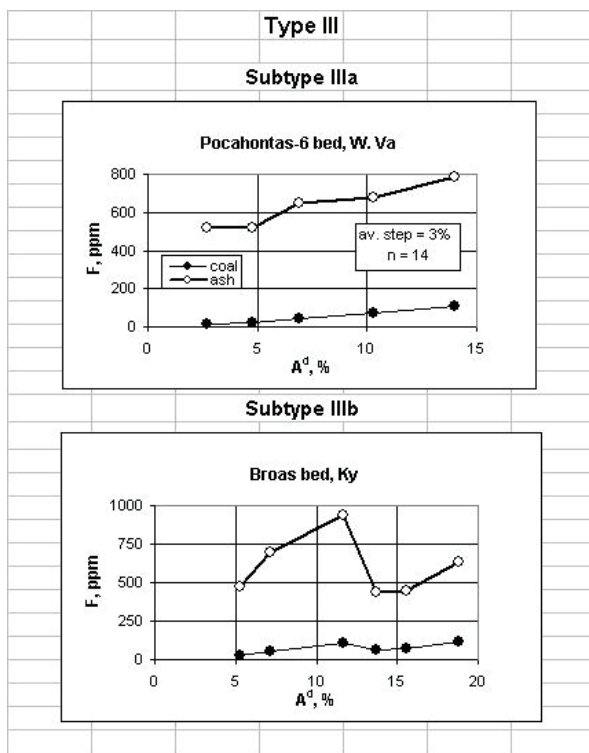 Type III
Subtype IIIa
Pocahontas-6 bed, W. Va
F, ppm
800
600
400
200
0
av. step = 3%
n = 14
coal
ash
0 5 10 15
A^d, %
Subtype IIIb
Broas bed, Ky
F, ppm
1000
750
500
250
0
0 5 10 15 20
A^d, %